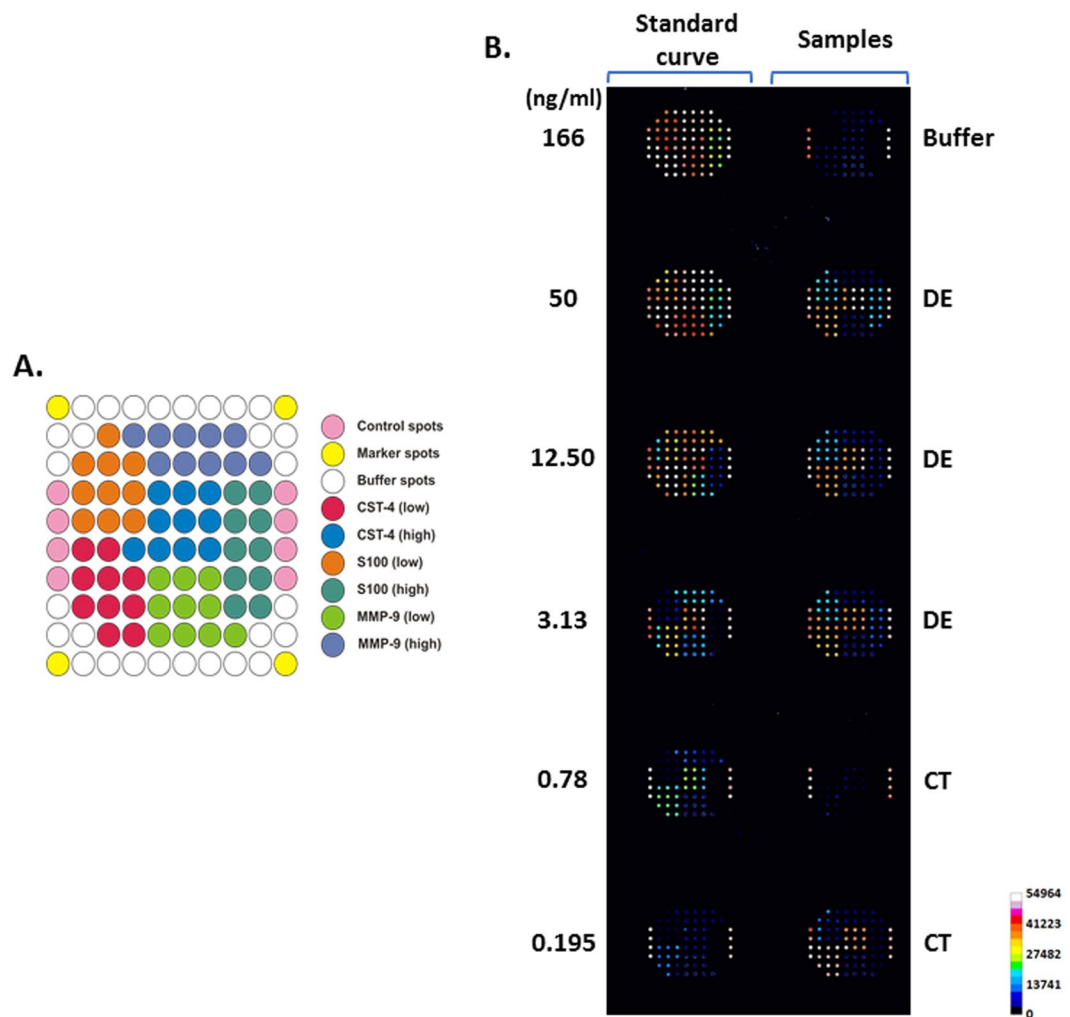 B.
Standard
curve
Samples
(ng/ml)
166
Buffer
50
DE
A.
Control spots
Marker spots
Buffer spots
CST-4 (low)
CST-4 (high)
S100 (low)
S100 (high)
MMP-9 (low)
MMP-9 (high)
12.50
DE
3.13
DE
0.78
CT
0.195
CT
54964
41223
27482
13741
0